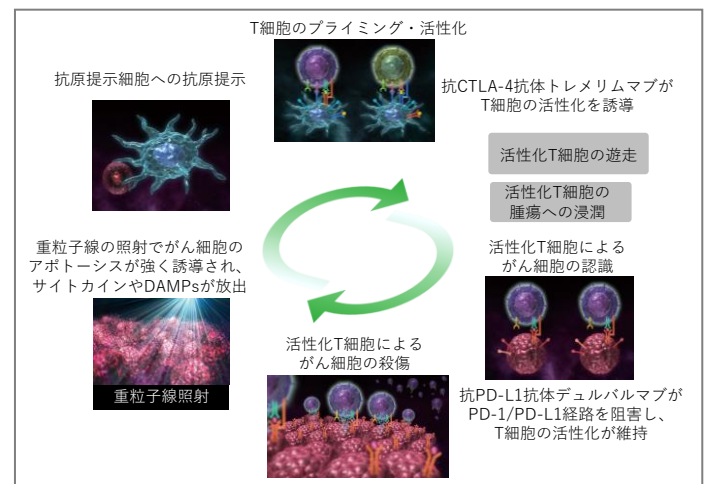 T細胞のプライミング・活性化
抗原提示細胞への抗原提示
抗CTLA-4抗体トレメリムマブが
T細胞の活性化を誘導
活性化T細胞の遊走
活性化T細胞の
腫瘍への浸潤
重粒子線の照射でがん細胞の
アポトーシスが強く誘導され、
サイトカインやDAMPsが放出
重粒子線照射
活性化T細胞による
がん細胞の認識
活性化T細胞による
がん細胞の殺傷
抗PD-L1抗体デュルバルマブが
PD-1/PD-L1経路を阻害し、
T細胞の活性化が維持